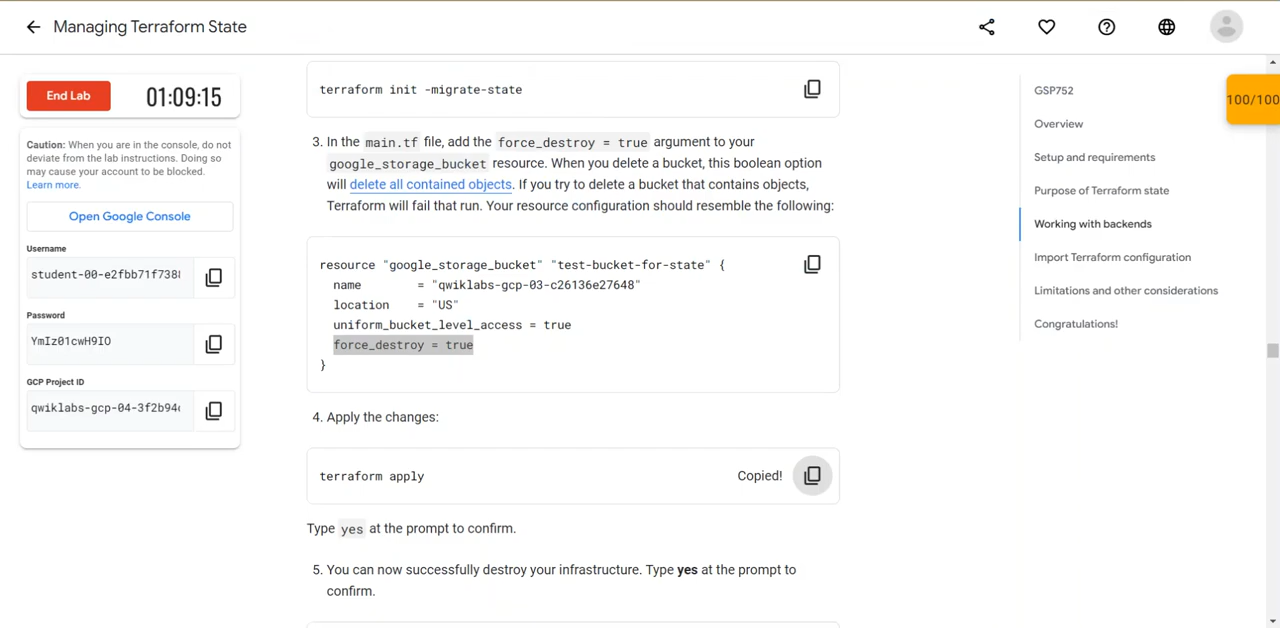 Managing Terraform State
End Lab
01:09:15
100/100
Caution: When you are in the console, do not
deviate from the lab instructions. Doing so
may cause your account to be blocked.
Learn more.
Open Google Console
Username
student-00-e2fbb71f738
Password
YmIz01cwH9IO
GCP Project ID
qwiklabs-gcp-04-3f2b94
terraform init -migrate-state
3. In the main.tf file, add the force_destroy = true argument to your
google_storage_bucket resource. When you delete a bucket, this boolean option
will delete all contained objects. If you try to delete a bucket that contains objects,
Terraform will fail that run. Your resource configuration should resemble the following:
resource "google_storage_bucket" "test-bucket-for-state" {
name = "qwiklabs-gcp-03-c26136e27648"
location = "US"
uniform_bucket_level_access = true
force_destroy = true
}
4. Apply the changes:
terraform apply
Copied!
Type yes at the prompt to confirm.
5. You can now successfully destroy your infrastructure. Type yes at the prompt to
confirm.
GSP752
Overview
Setup and requirements
Purpose of Terraform state
Working with backends
Import Terraform configuration
Limitations and other considerations
Congratulations!